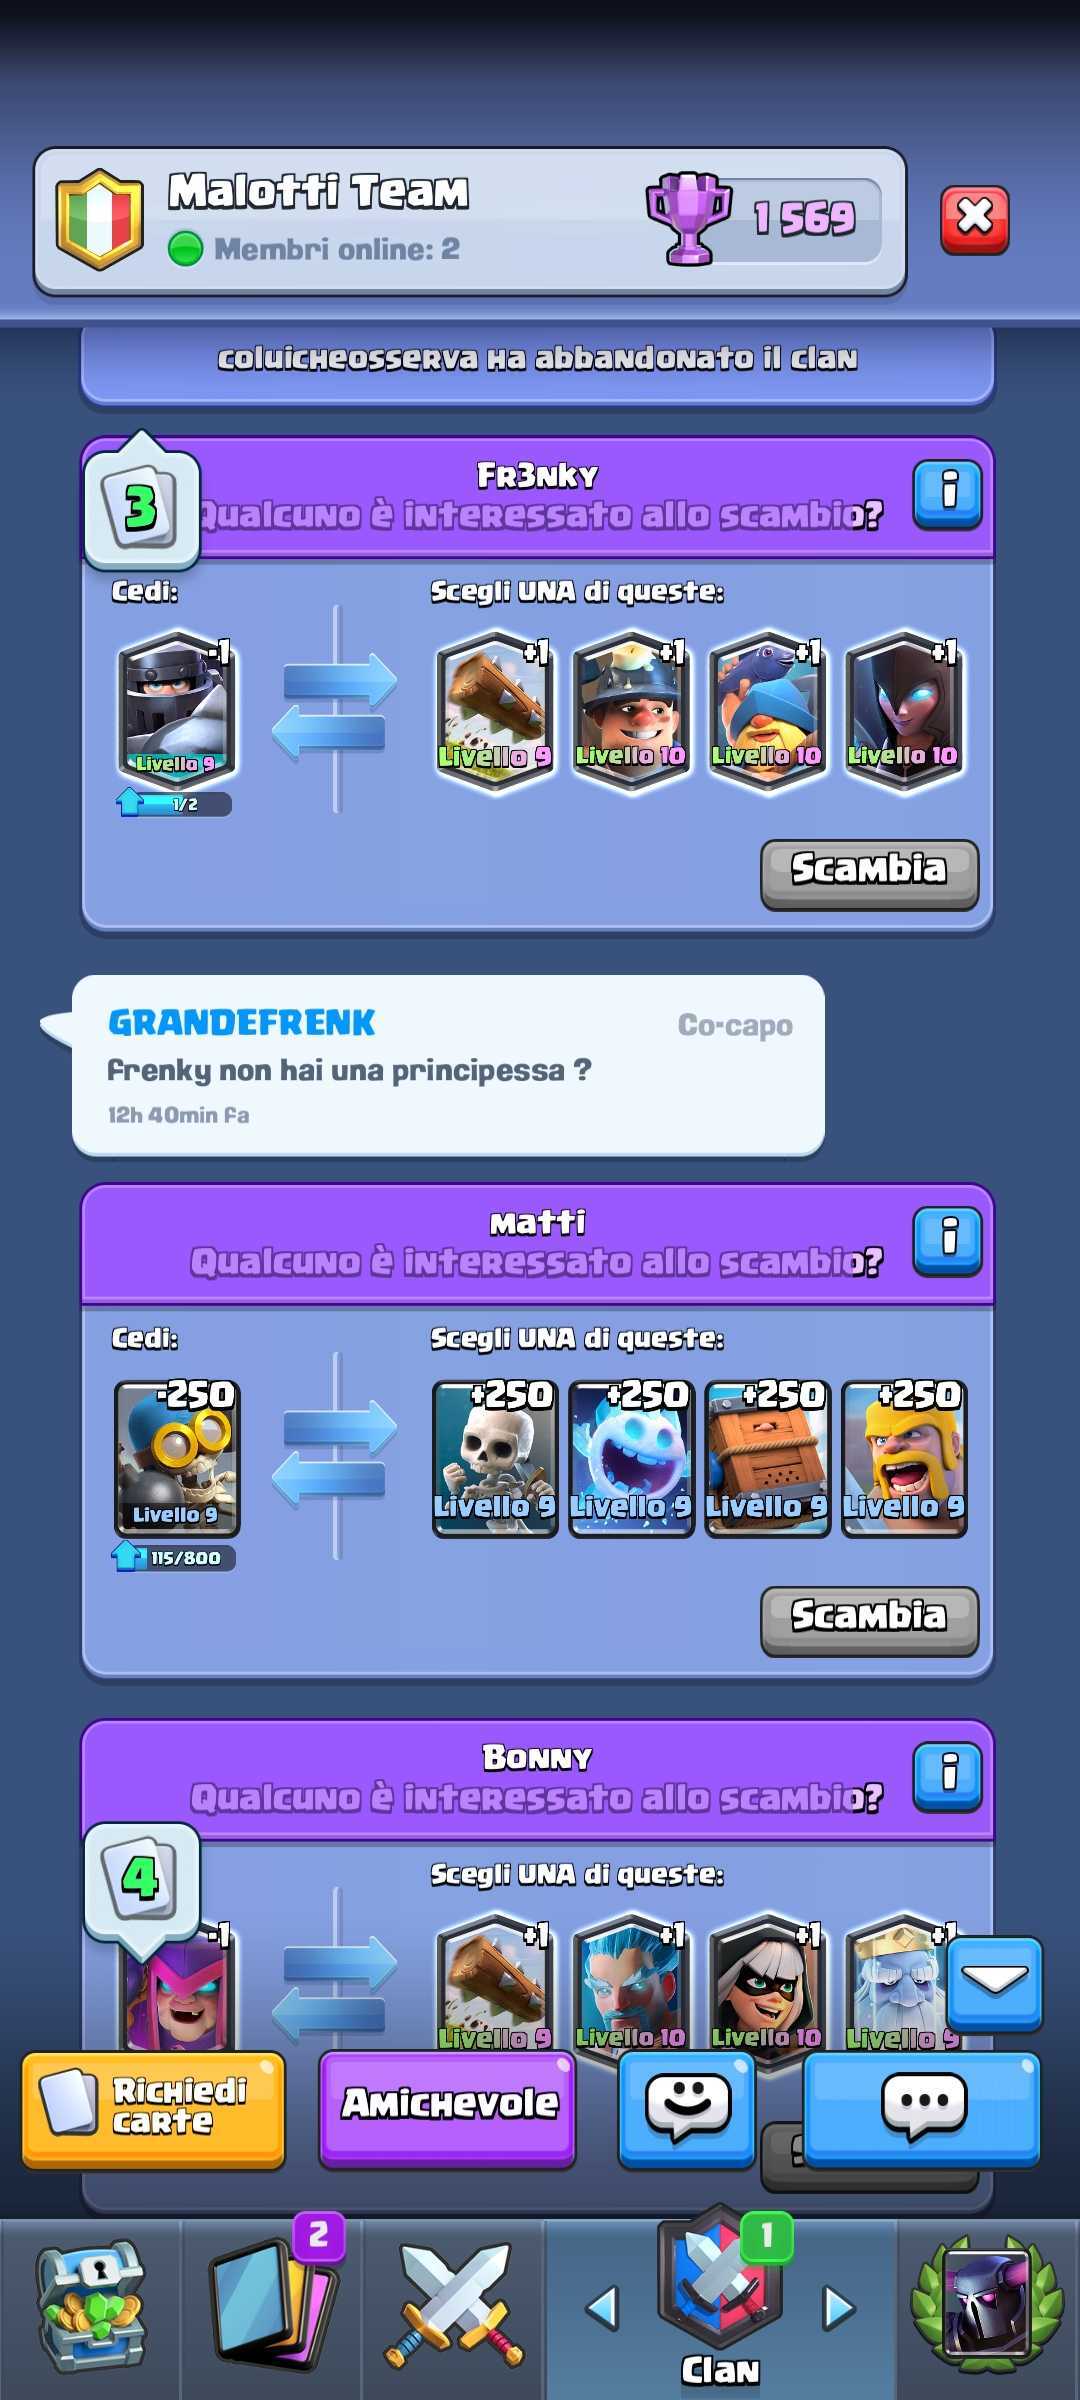 Malotti Team
Membri online: 2
1 569
coluicheosserva ha abbandonato il clan
3
Fr3nky
Qualcuno è interessato allo scambio?
i
Cedi:
Scegli UNA di queste:
-1
+1
+1
+1
+1
Livello 9
Livello 9
Livello 10
Livello 10
Livello 10
1/2
Scambia
GRANDEFRENK
Co-capo
Frenky non hai una principessa ?
12h 40min fa
Matti
Qualcuno è interessato allo scambio?
i
Cedi:
Scegli UNA di queste:
-250
+250
+250
+250
+250
Livello 9
Livello 9
Livello 9
Livello 9
Livello 9
115/800
Scambia
Bonny
Qualcuno è interessato allo scambio?
i
4
Scegli UNA di queste:
-1
+1
+1
+1
+1
Livello 9
Livello 10
Livello 10
Livello 9
Richiedi
carte
Amichevole
2
1
Clan